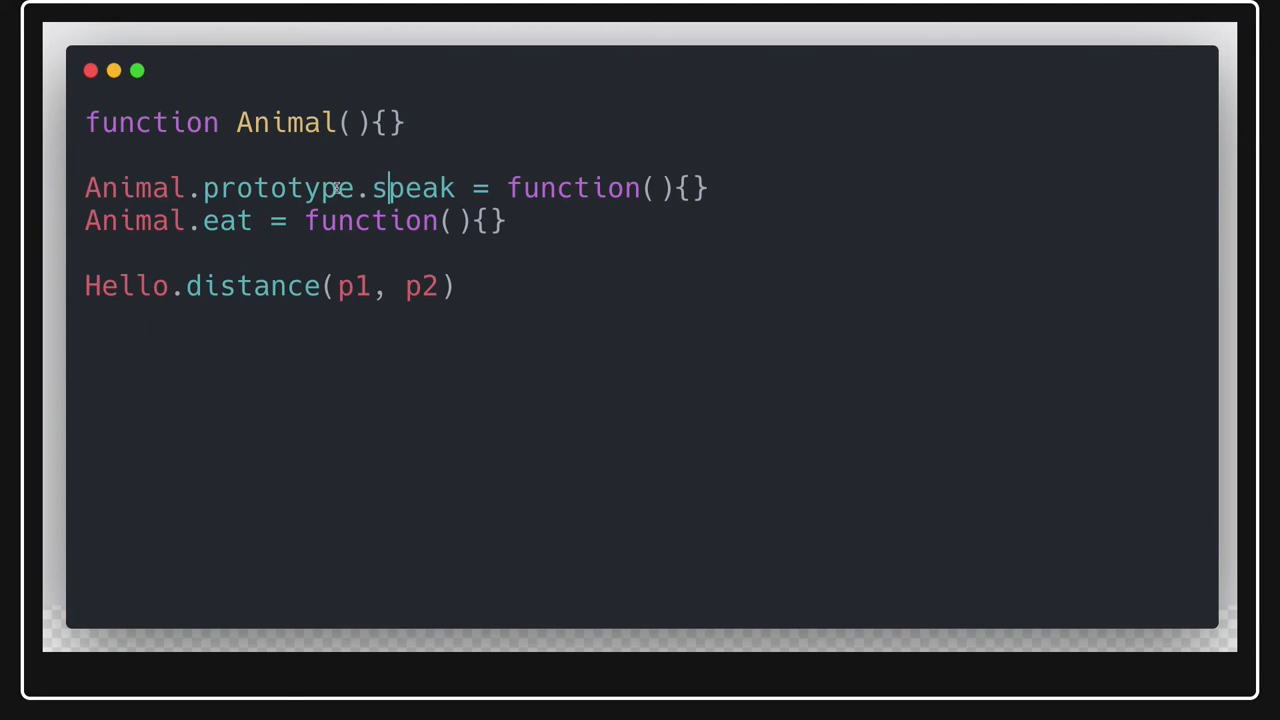 function Animal(){}
Animal.prototype.speak = function(){}
Animal.eat = function(){}
Hello.distance(p1, p2)